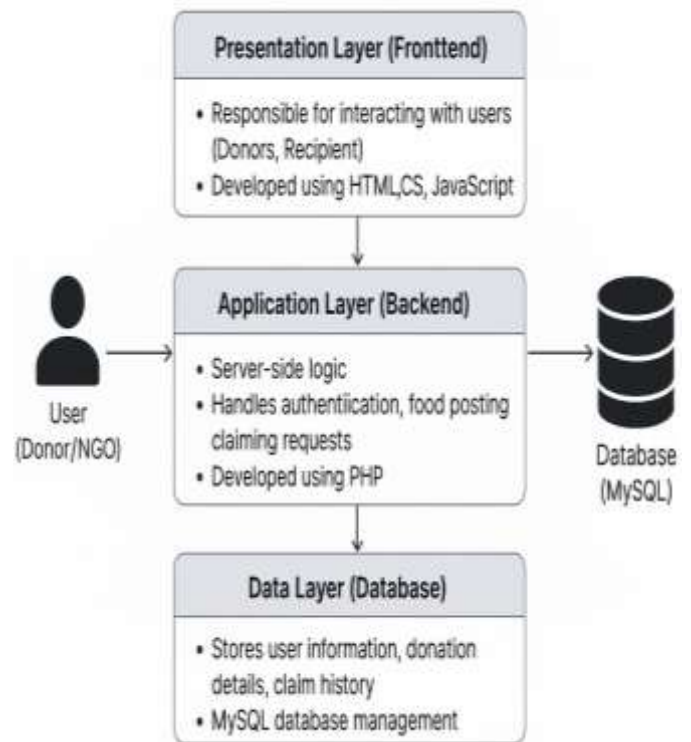 Presentation Layer (Fronttend)
• Responsible for interacting with users
(Donors, Recipient)
• Developed using HTML,CS, JavaScript
Application Layer (Backend)
• Server-side logic
• Handles authentiication, food posting
claiming requests
• Developed using PHP
User
(Donor/NGO)
Database
(MySQL)
Data Layer (Database)
• Stores user information, donation
details, claim history
• MySQL database management